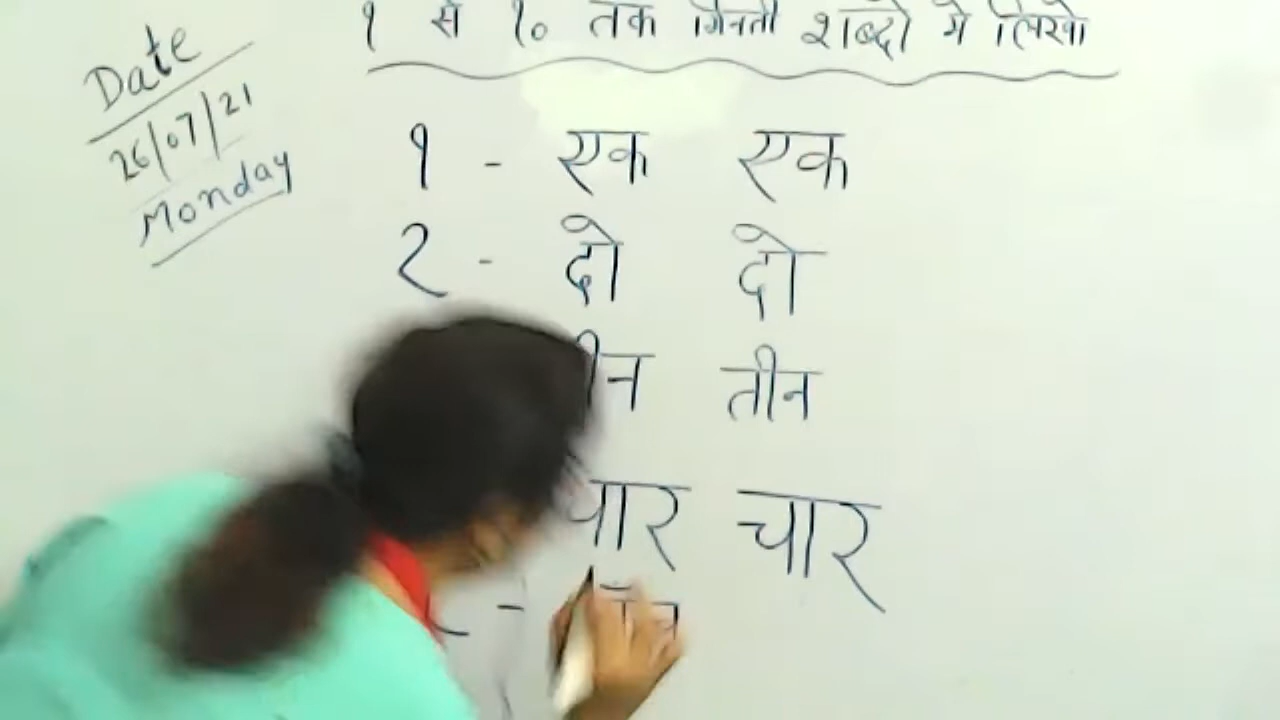 १ से १० तक गिनती शब्दो मे लिखो
Date
26/07/21
Monday
१ - एक एक
२ - दो दो
तीन
चार
-